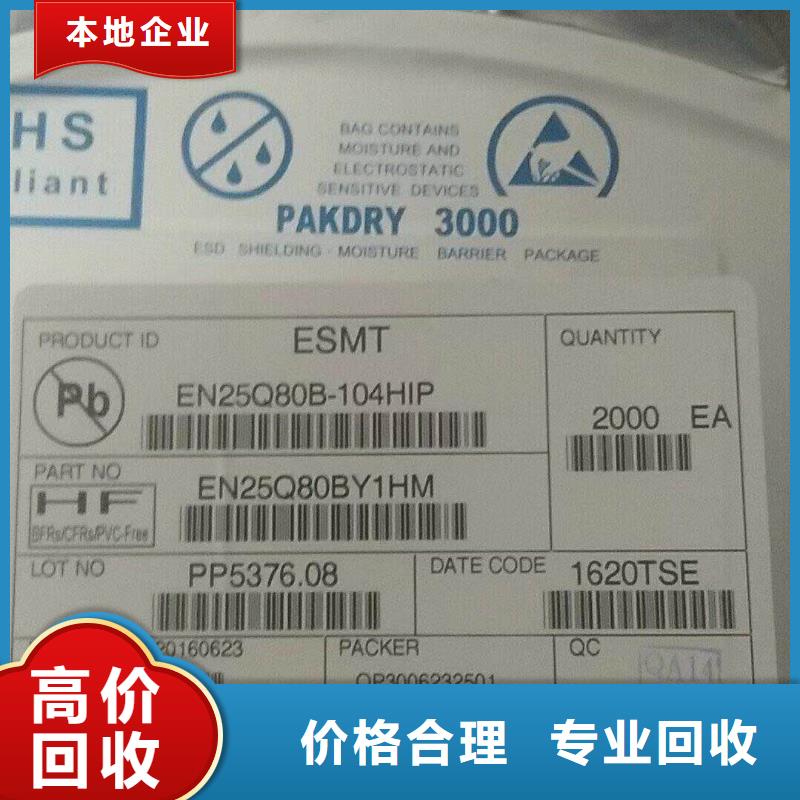 本地企业
HS
liant
BAG CONTAINS
MOISTURE AND
ELECTROSTATIC
SENSITIVE DEVICES
PAKDRY 3000
ESD SHIELDING - MOISTURE BARRIER PACKAGE
PRODUCT ID
ESMT
QUANTITY
Pb
EN25Q80B-104HIP
2000 EA
PART NO
HF
BFRs/CFRs/PVC-Free
EN25Q80BY1HM
LOT NO
PP5376.08
DATE CODE
1620TSE
20160623
PACKER
QC
QA14
OP3006232501
高价
回收
价格合理 专业回收